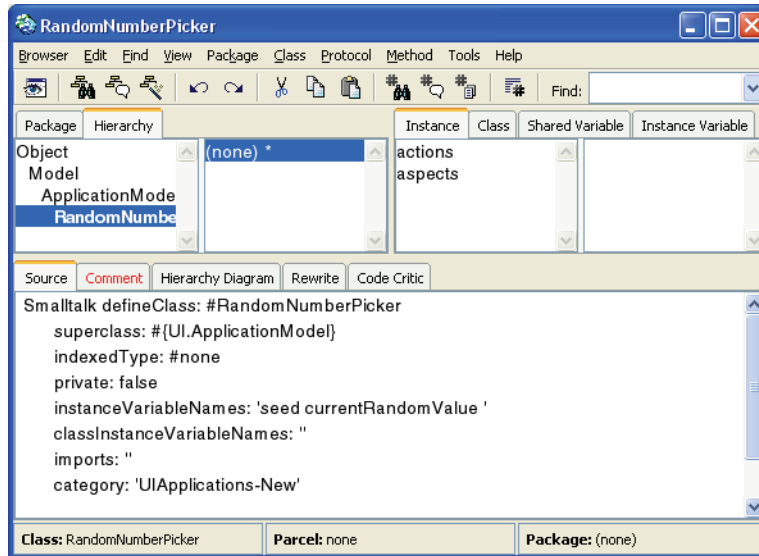 RandomNumberPicker
Browser Edit Find View Package Class Protocol Method Tools Help
Find:
Package Hierarchy Instance Class Shared Variable Instance Variable
Object (none) * actions
Model aspects
ApplicationMode
RandomNumbe
Source Comment Hierarchy Diagram Rewrite Code Critic
Smalltalk defineClass: #RandomNumberPicker
superclass: #{UI.ApplicationModel}
indexedType: #none
private: false
instanceVariableNames: 'seed currentRandomValue '
classInstanceVariableNames: ''
imports: ''
category: 'UIApplications-New'
Class: RandomNumberPicker Parcel: none Package: (none)